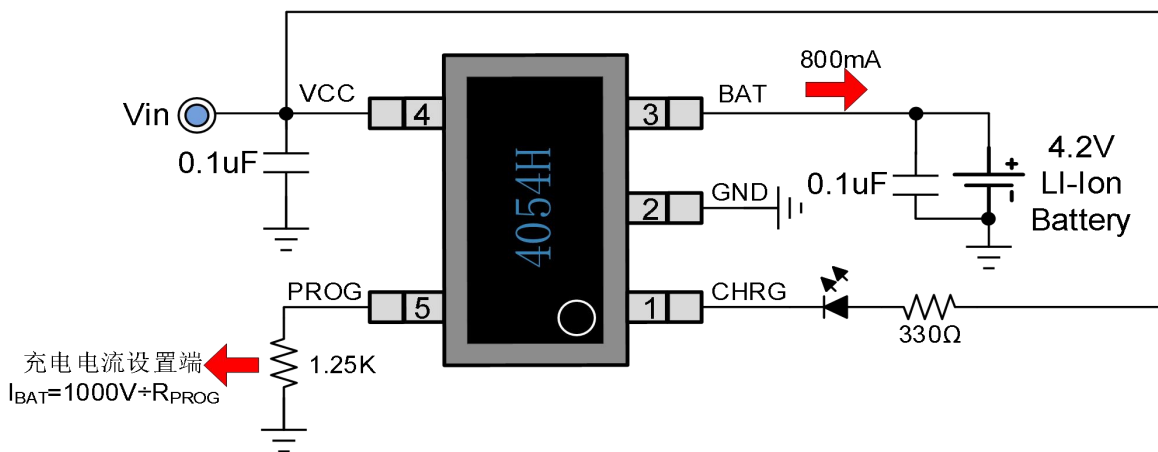 800mA
VCC
4
3
BAT
Vin
0.1uF
4054H
4.2V
LI-Ion
Battery
+
0.1uF
2
GND
PROG
5
1
CHRG
330Ω
充电电流设置端
IBAT=1000V÷RPROG
1.25K